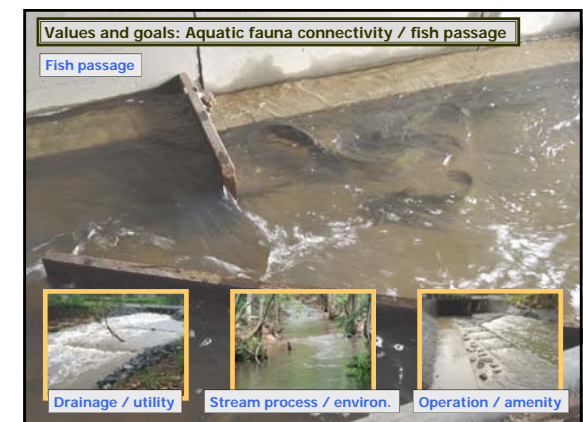 Values and goals: Aquatic fauna connectivity / fish passage
Fish passage
Drainage / utility
Stream process / environ.
Operation / amenity